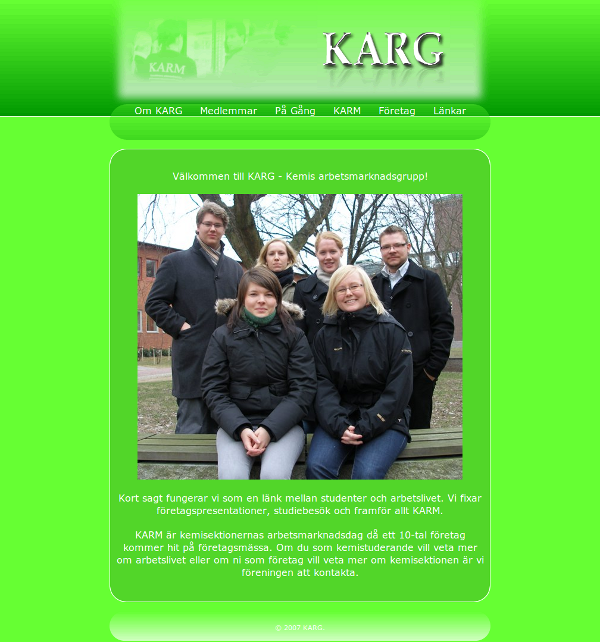 KARM
KARG
Om KARG Medlemmar På Gång KARM Företag Länkar
Välkommen till KARG - Kemis arbetsmarknadsgrupp!
Kort sagt fungerar vi som en länk mellan studenter och arbetslivet. Vi fixar
företagspresentationer, studiebesök och framför allt KARM.
KARM är kemisektionernas arbetsmarknadsdag då ett 10-tal företag
kommer hit på företagsmässa. Om du som kemistuderande vill veta mer
om arbetslivet eller om ni som företag vill veta mer om kemisektionen är vi
föreningen att kontakta.
© 2007 KARG